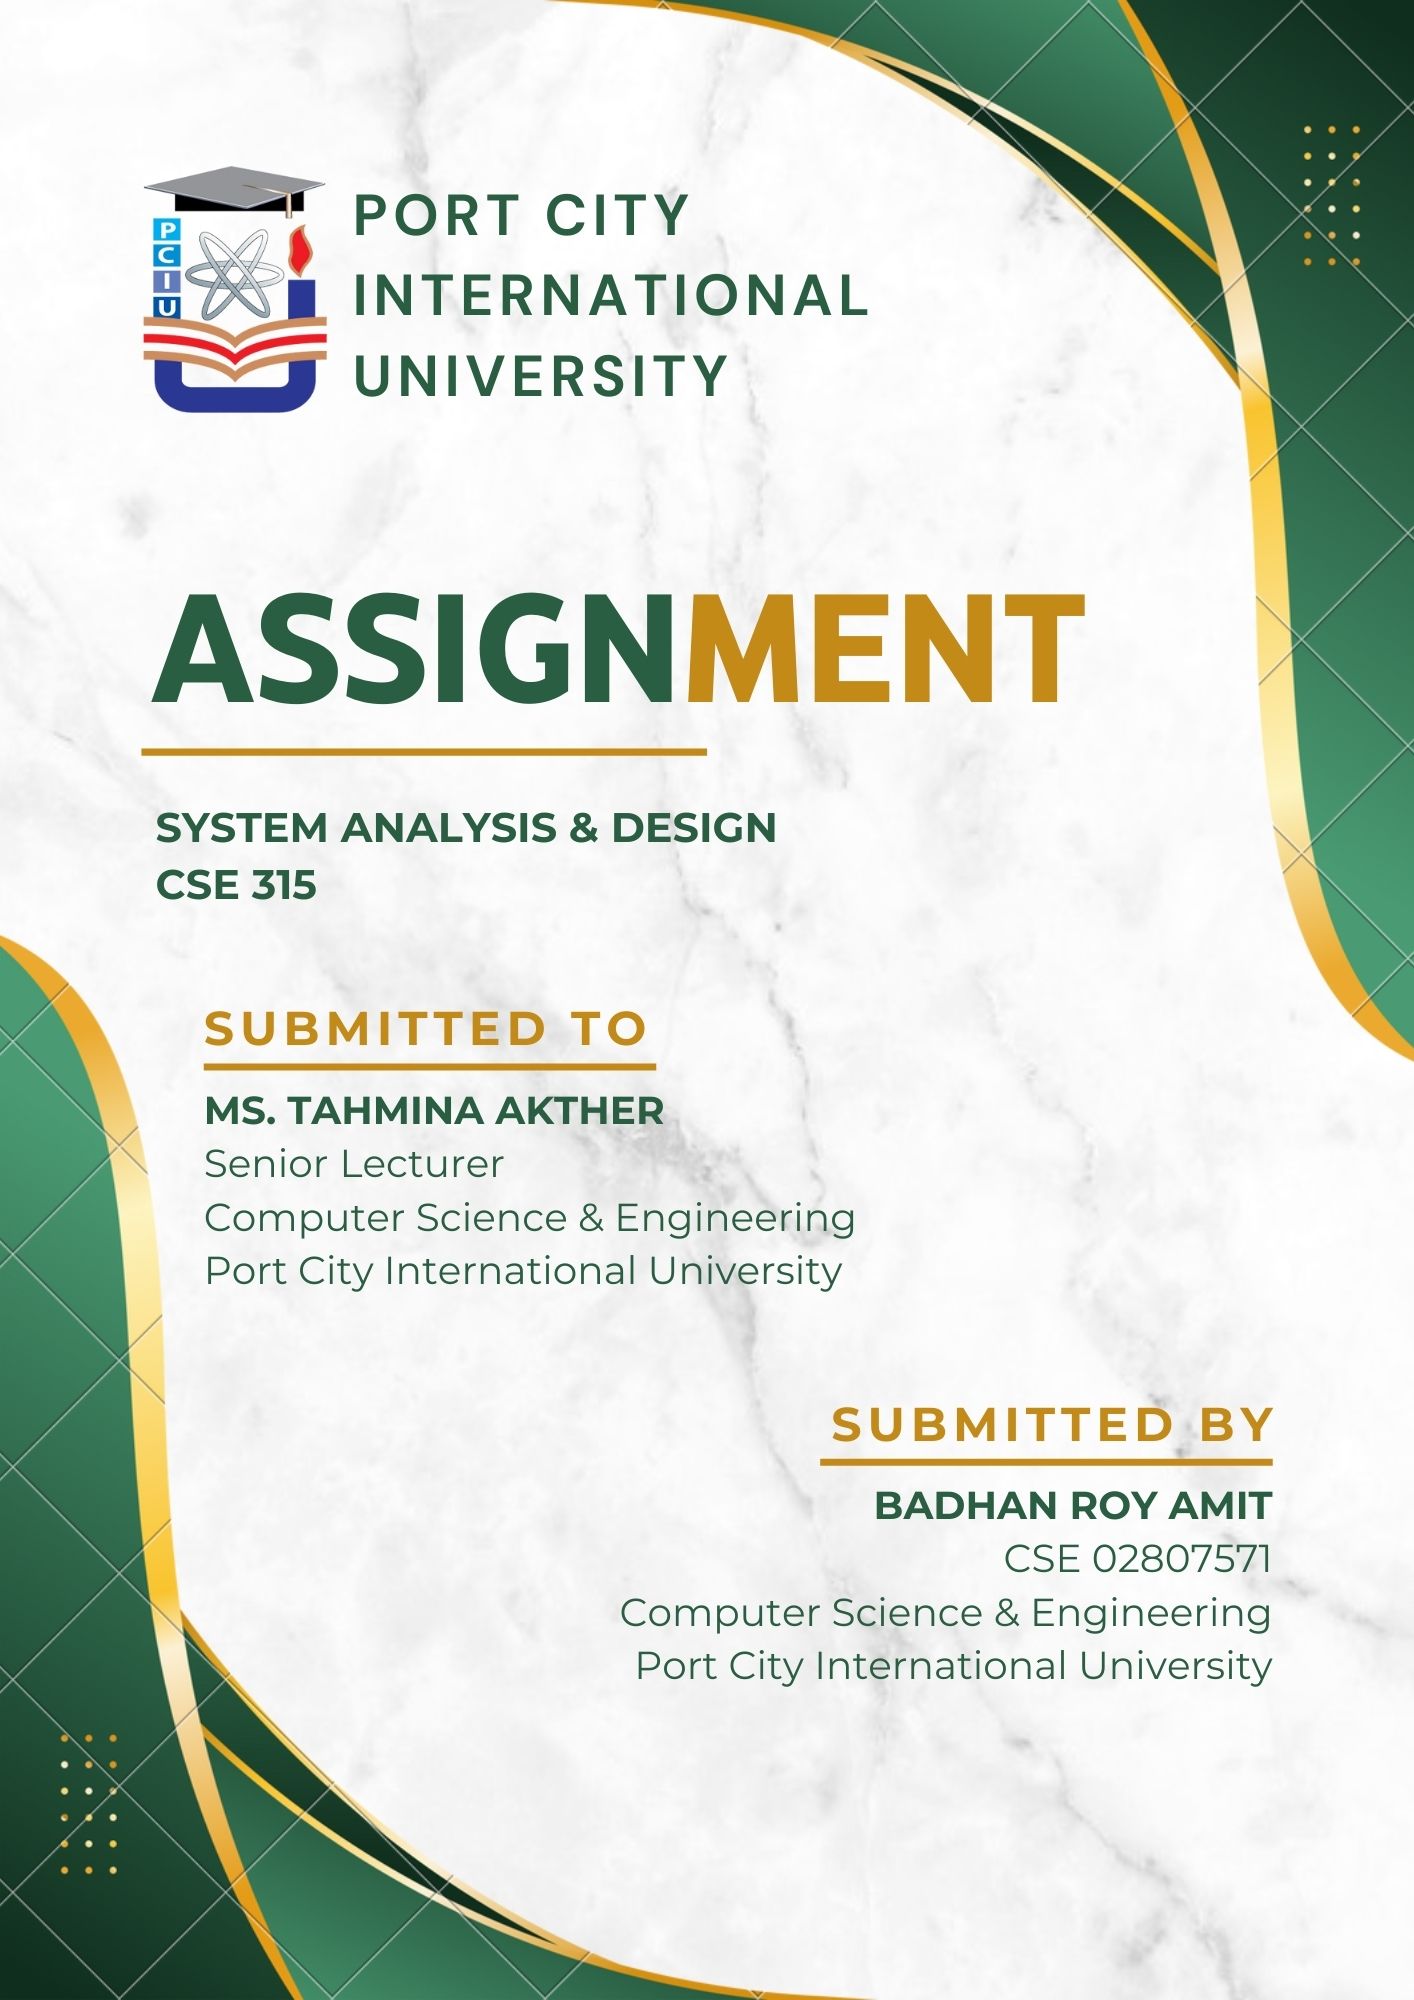 P
C
I
U
PORT CITY
INTERNATIONAL
UNIVERSITY
ASSIGNMENT
SYSTEM ANALYSIS & DESIGN
CSE 315
SUBMITTED TO
MS. TAHMINA AKTHER
Senior Lecturer
Computer Science & Engineering
Port City International University
SUBMITTED BY
BADHAN ROY AMIT
CSE 02807571
Computer Science & Engineering
Port City International University